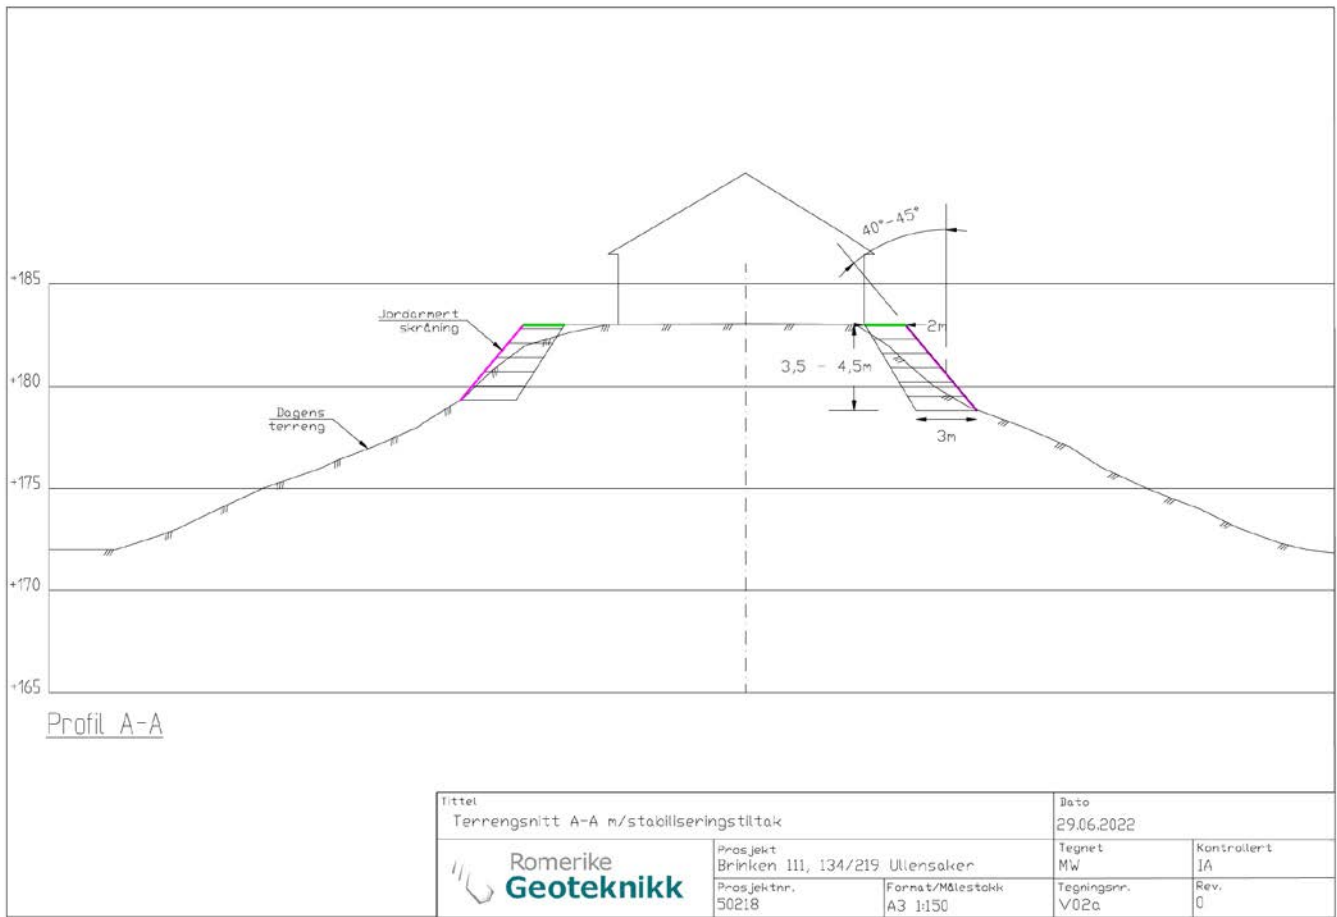 40°-45°
+185
Jordarmert
skråning
2m
3,5 - 4,5m
+180
Dagens
terreng
3m
+175
+170
+165
Profil A-A
Tittel
Terrengsnitt A-A m/stabiliseringstiltak
Dato
29.06.2022
Romerike
Geoteknikk
Prosjekt
Brinken 111, 134/219 Ullensaker
Tegnet
MW
Kontrollert
IA
Prosjektnr.
50218
Format/Målestokk
A3 1:150
Tegningsnr.
V02a
Rev.
0